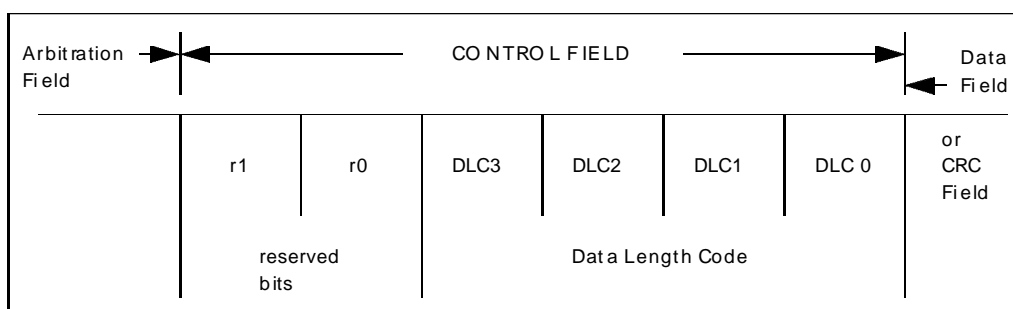 Arbitration
Field
CONTROL FIELD
Data
Field
r1
r0
DLC3
DLC2
DLC1
DLC 0
or
CRC
Field
reserved
bits
Data Length Code